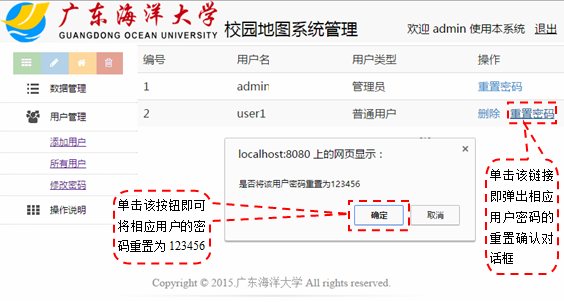 广东海洋大学
GUANGDONG OCEAN UNIVERSITY
校园地图系统管理
欢迎 admin 使用本系统 退出
编号 用户名 用户类型 操作
1 admin 管理员 重置密码
2 user1 普通用户 删除 重置密码
数据管理
用户管理
添加用户
所有用户
修改密码
操作说明
localhost:8080 上的网页显示：
是否将该用户密码重置为123456
确定 取消
单击该按钮即可
将相应用户的密
码重置为 123456
单击该链接
即弹出相应
用户密码的
重置确认对
话框
Copyright © 2015.广东海洋大学 All rights reserved.